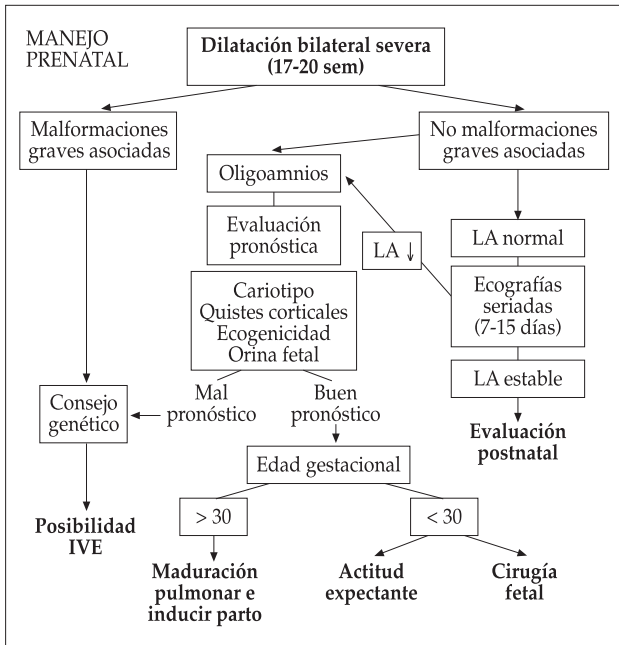 MANEJO
PRENATAL
Dilatación bilateral severa
(17-20 sem)
Malformaciones
graves asociadas
No malformaciones
graves asociadas
Oligoamnios
Evaluación
pronóstica
LA ↓
LA normal
Ecografías
seriadas
(7-15 días)
LA estable
Evaluación
postnatal
Cariotipo
Quistes corticales
Ecogenicidad
Orina fetal
Mal
pronóstico
Buen
pronóstico
Consejo
genético
Posibilidad
IVE
Edad gestacional
> 30
< 30
Maduración
pulmonar e
inducir parto
Actitud
expectante
Cirugía
fetal